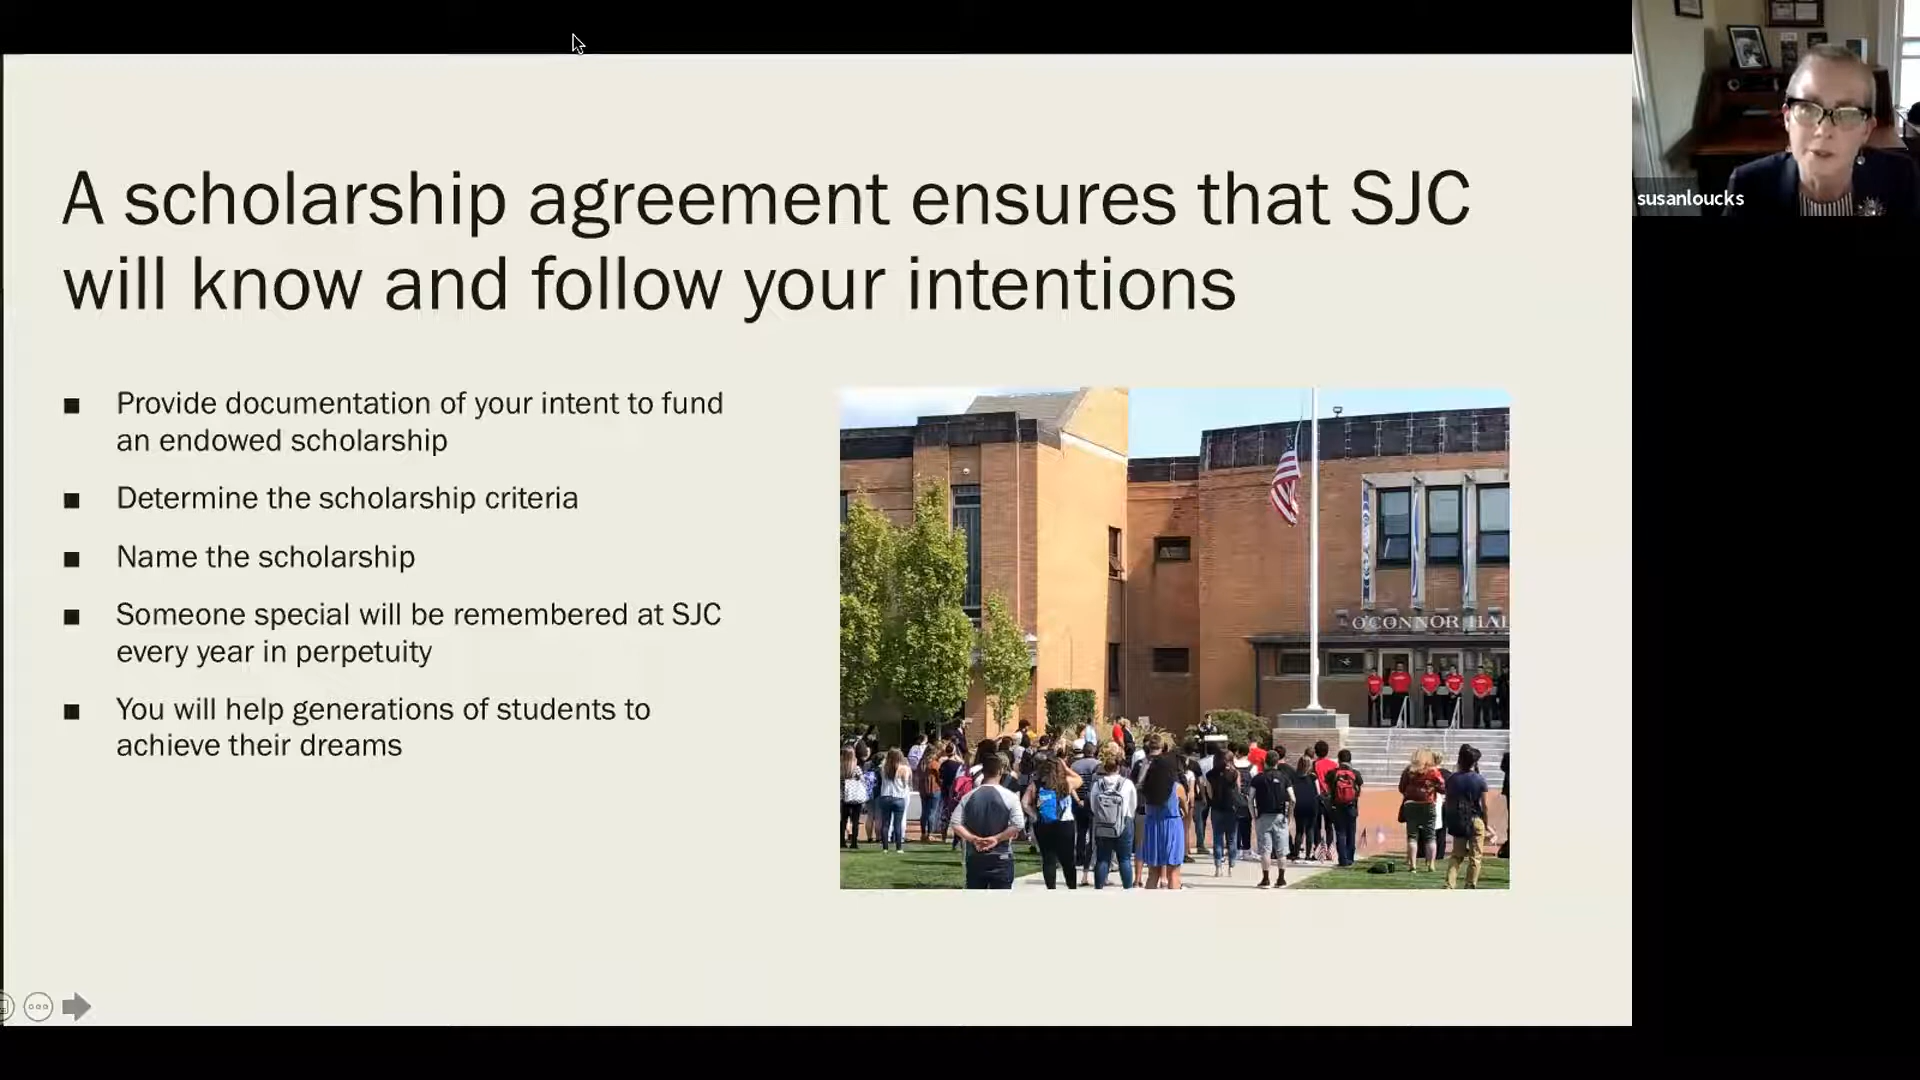 A scholarship agreement ensures that SJC
will know and follow your intentions
■ Provide documentation of your intent to fund
an endowed scholarship
■ Determine the scholarship criteria
■ Name the scholarship
■ Someone special will be remembered at SJC
every year in perpetuity
■ You will help generations of students to
achieve their dreams
O'CONNOR HAL
susanloucks